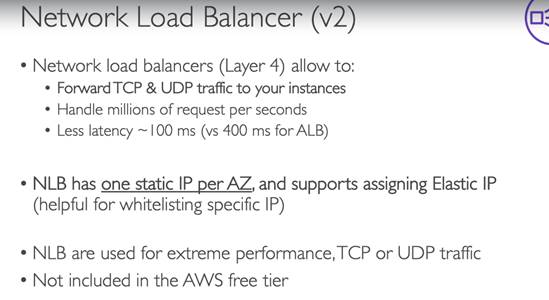 Network Load Balancer (v2)
• Network load balancers (Layer 4) allow to:
• Forward TCP & UDP traffic to your instances
• Handle millions of request per seconds
• Less latency ~100 ms (vs 400 ms for ALB)
• NLB has one static IP per AZ, and supports assigning Elastic IP
(helpful for whitelisting specific IP)
• NLB are used for extreme performance, TCP or UDP traffic
• Not included in the AWS free tier